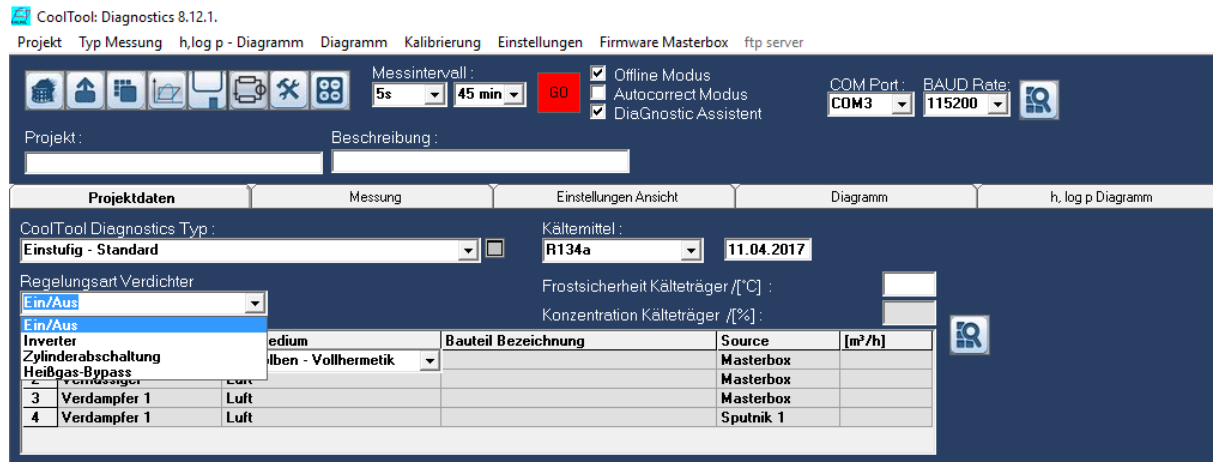 CoolTool: Diagnostics 8.12.1.
Projekt Typ Messung h,log p - Diagramm Diagramm Kalibrierung Einstellungen Firmware Masterbox ftp server
Messintervall :
5s 45 min GO
Offline Modus
Autocorrect Modus
DiaGnostic Assistent
COM Port : BAUD Rate:
COM3 115200
Projekt : Beschreibung :
Projektdaten Messung Einstellungen Ansicht Diagramm h, log p Diagramm
CoolTool Diagnostics Typ : Kältemittel :
Einstufig - Standard R134a 11.04.2017
Regelungsart Verdichter Frostsicherheit Kälteträger /[°C] :
Ein/Aus
Konzentration Kälteträger /[%] :
Ein/Aus
Inverter
Zylinderabschaltung
Heißgas-Bypass
edium Bauteil Bezeichnung Source [m³/h]
olben - Vollhermetik Masterbox
2 Verflüssiger Luft Masterbox
3 Verdampfer 1 Luft Masterbox
4 Verdampfer 1 Luft Sputnik 1